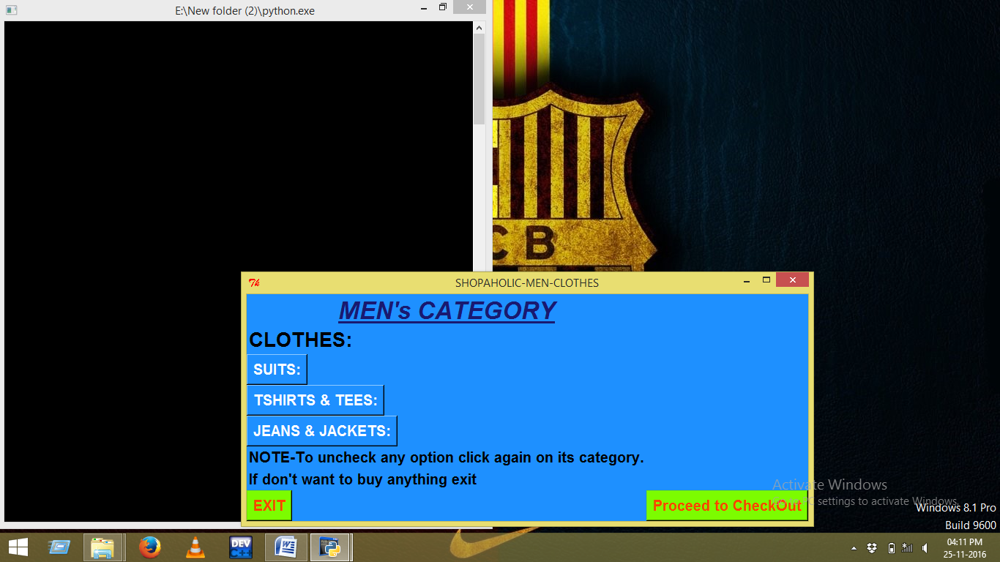 E:\New folder (2)\python.exe
CB
SHOPAHOLIC-MEN-CLOTHES
MEN's CATEGORY
CLOTHES:
SUITS:
TSHIRTS & TEES:
JEANS & JACKETS:
NOTE-To uncheck any option click again on its category.
If don't want to buy anything exit
EXIT
Proceed to CheckOut
Activate Windows
Go to PC settings to activate Windows.
Windows 8.1 Pro
Build 9600
DEV
C++
04:11 PM
25-11-2016